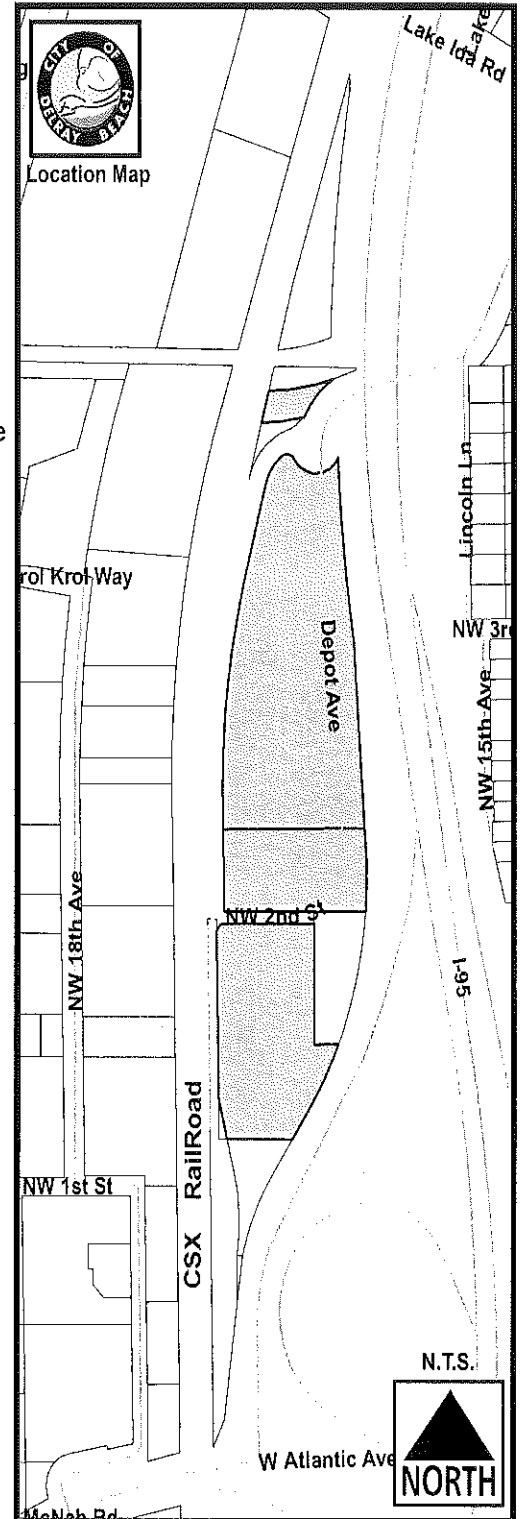 Lake
Lake Ida Rd
CITY OF DELRAY BEACH
Location Map
e
rol Krol Way
Lincoln Ln
NW 3r
Depot Ave
NW 15th Ave
NW 18th Ave
NW 2nd St
I-95
CSX RailRoad
NW 1st St
N.T.S.
W Atlantic Ave
NORTH
McNab Rd